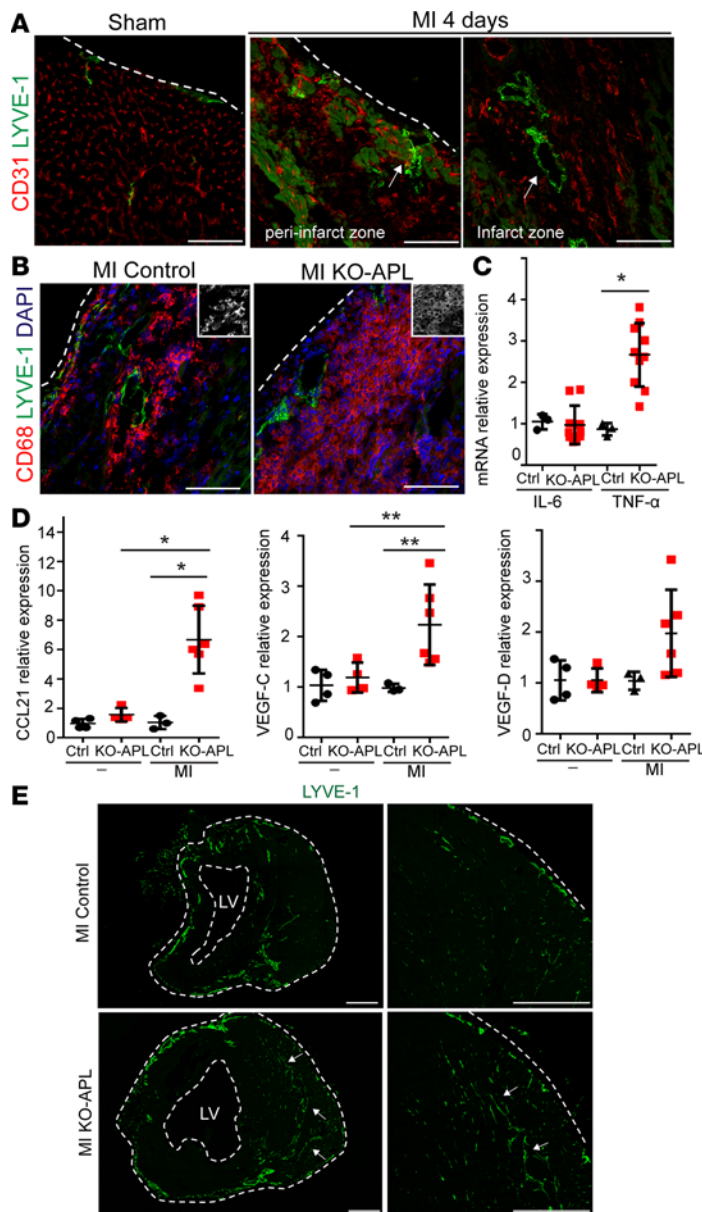 A
Sham
MI 4 days
CD31 LYVE-1
peri-infarct zone
Infarct zone
B
MI Control
MI KO-APL
CD68 LYVE-1 DAPI
C
mRNA relative expression
5
4
3
2
1
0
*
Ctrl KO-APL Ctrl KO-APL
IL-6 TNF-α
D
CCL21 relative expression
14
12
10
8
6
4
2
0
*
*
Ctrl KO-APL Ctrl KO-APL
– MI
VEGF-C relative expression
4
3
2
1
0
**
**
Ctrl KO-APL Ctrl KO-APL
– MI
VEGF-D relative expression
4
3
2
1
0
Ctrl KO-APL Ctrl KO-APL
– MI
E
LYVE-1
MI Control
LV
MI KO-APL
LV